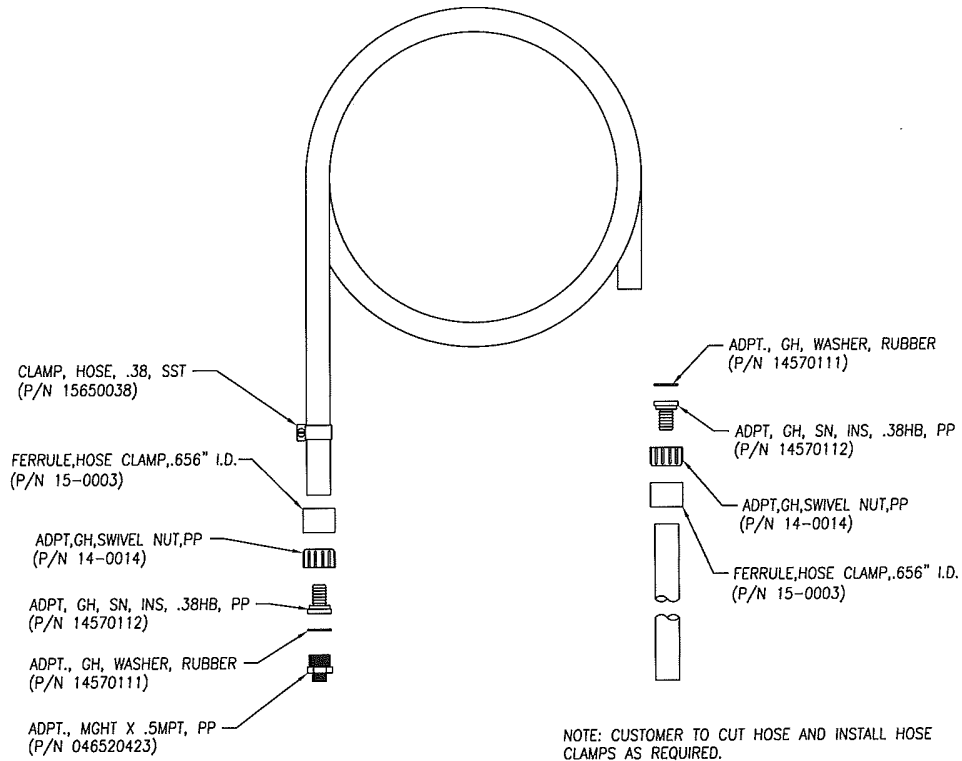 CLAMP, HOSE, .38, SST
(P/N 15650038)
FERRULE,HOSE CLAMP,.656" I.D.
(P/N 15-0003)
ADPT,GH,SWIVEL NUT,PP
(P/N 14-0014)
ADPT, GH, SN, INS, .38HB, PP
(P/N 14570112)
ADPT., GH, WASHER, RUBBER
(P/N 14570111)
ADPT., MGHT X .5MPT, PP
(P/N 046520423)
ADPT., GH, WASHER, RUBBER
(P/N 14570111)
ADPT, GH, SN, INS, .38HB, PP
(P/N 14570112)
ADPT,GH,SWIVEL NUT,PP
(P/N 14-0014)
FERRULE,HOSE CLAMP,.656" I.D.
(P/N 15-0003)
NOTE: CUSTOMER TO CUT HOSE AND INSTALL HOSE
CLAMPS AS REQUIRED.